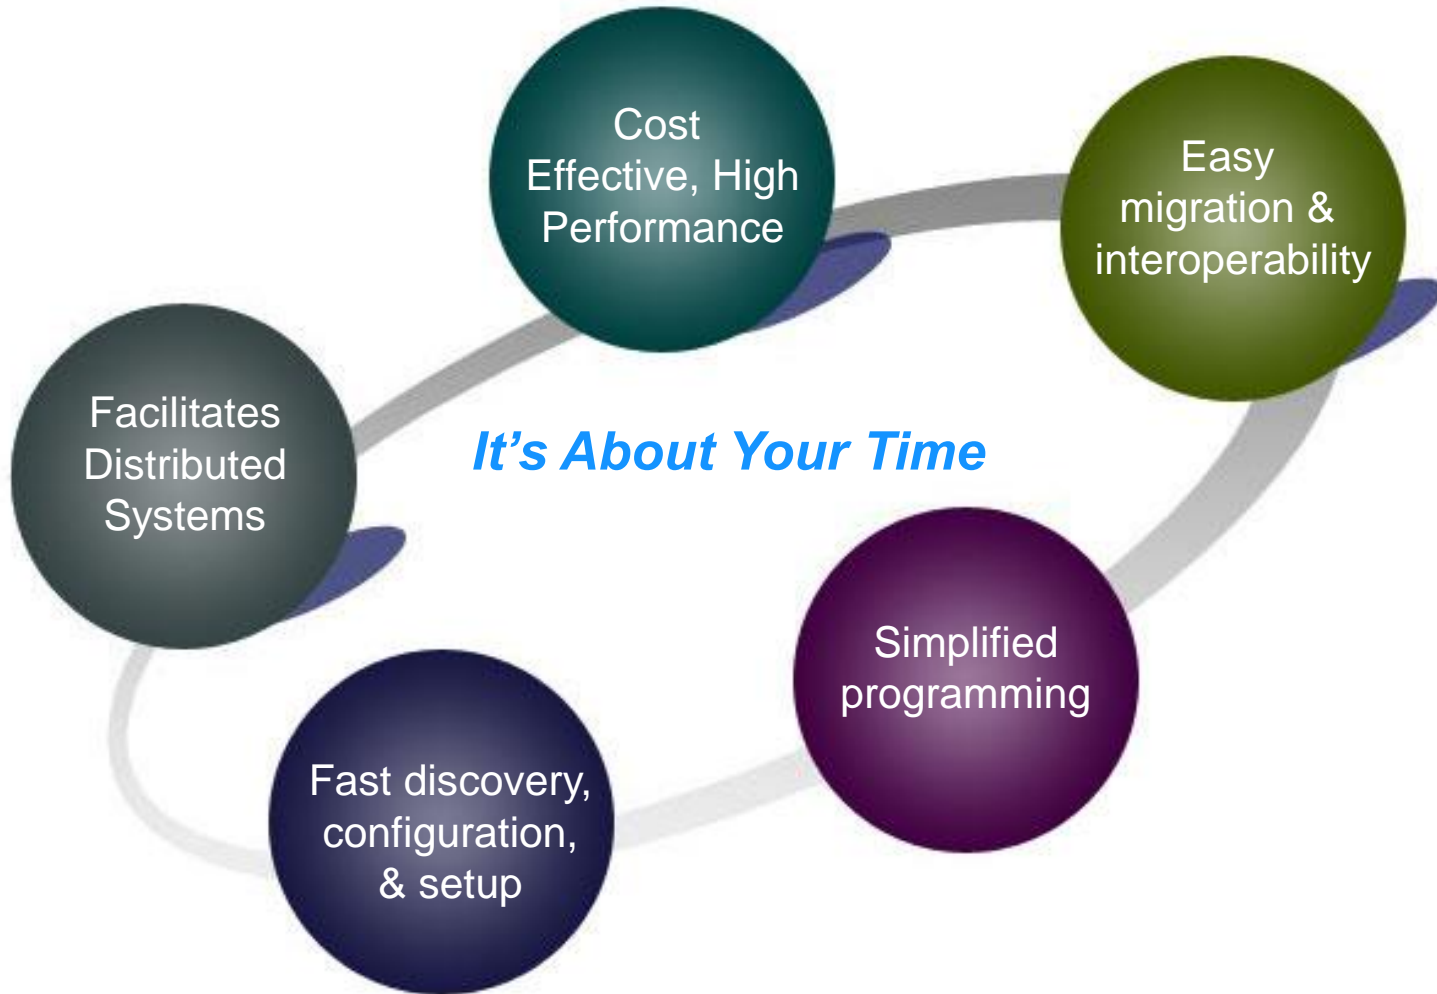 Cost
Effective, High
Performance
Easy
migration &
interoperability
Facilitates
Distributed
Systems
It’s About Your Time
Simplified
programming
Fast discovery,
configuration,
& setup